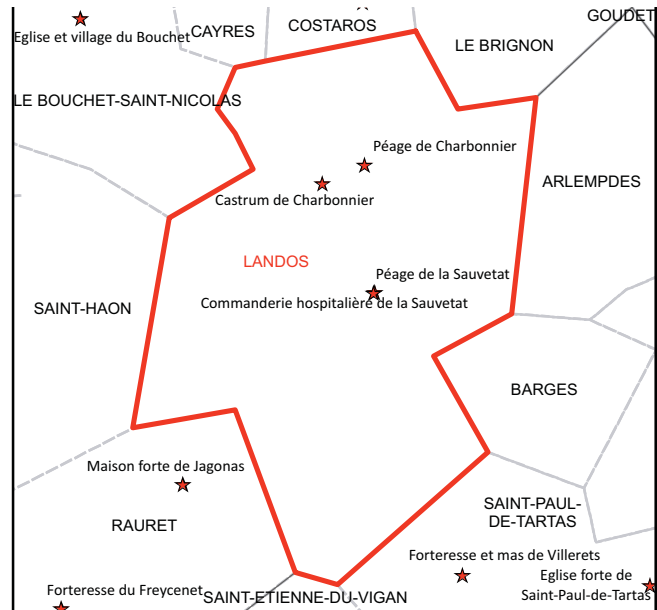 GOUDET
COSTAROS
CAYRES
Eglise et village du Bouchet
LE BRIGNON
LE BOUCHET-SAINT-NICOLAS
Péage de Charbonnier
ARLEMPDES
Castrum de Charbonnier
LANDOS
Péage de la Sauvetat
Commanderie hospitalière de la Sauvetat
SAINT-HAON
BARGES
Maison forte de Jagonas
SAINT-PAUL-
DE-TARTAS
RAURET
Forteresse et mas de Villerets
Eglise forte de
Saint-Paul-de-Tartas
Forteresse du Freycenet
SAINT-ETIENNE-DU-VIGAN